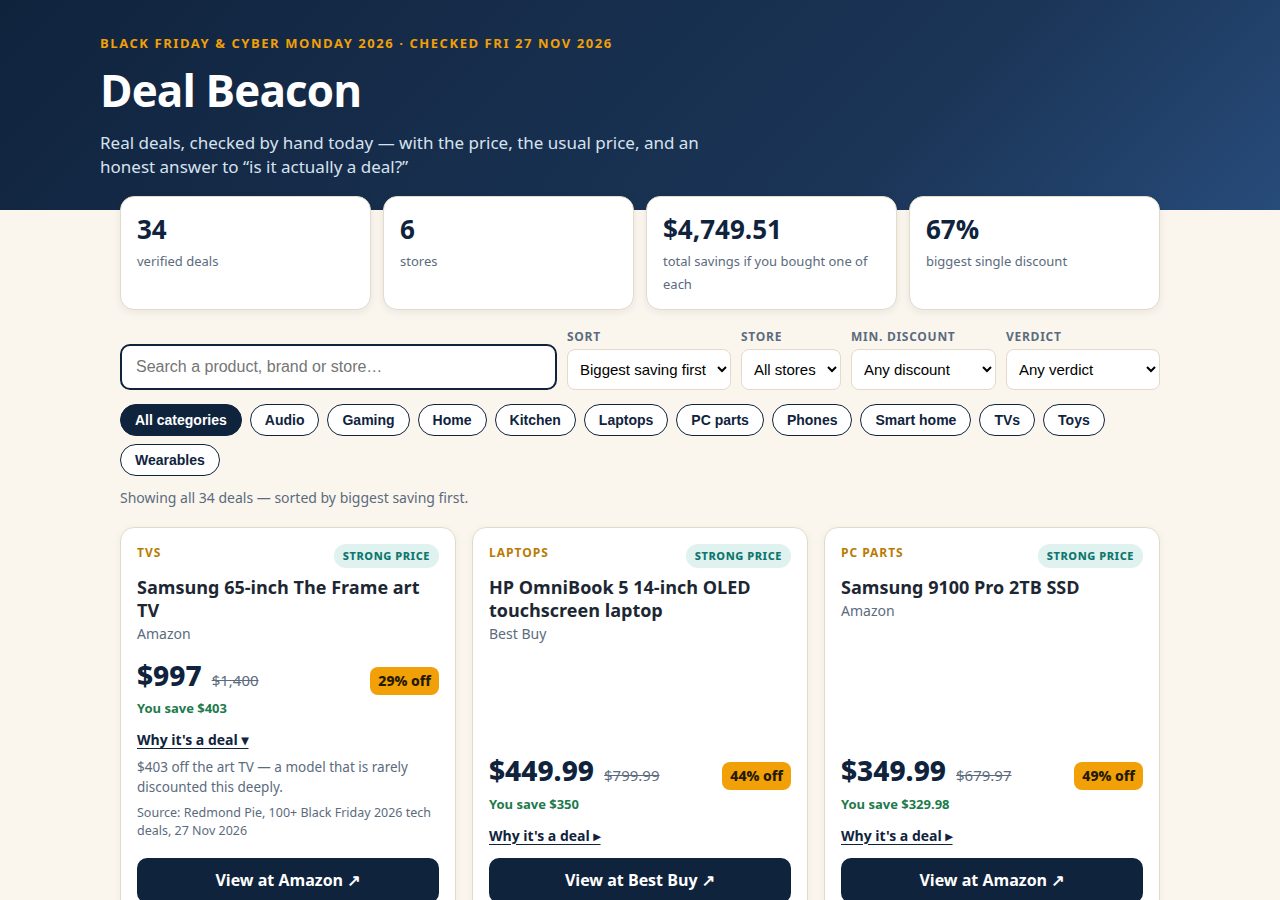 BLACK FRIDAY & CYBER MONDAY 2026 · CHECKED FRI 27 NOV 2026
Deal Beacon
Real deals, checked by hand today — with the price, the usual price, and an
honest answer to “is it actually a deal?”
34
verified deals
6
stores
$4,749.51
total savings if you bought one of
each
67%
biggest single discount
Search a product, brand or store…
SORT
Biggest saving first
STORE
All stores
MIN. DISCOUNT
Any discount
VERDICT
Any verdict
All categories
Audio
Gaming
Home
Kitchen
Laptops
PC parts
Phones
Smart home
TVs
Toys
Wearables
Showing all 34 deals — sorted by biggest saving first.
TVS
STRONG PRICE
Samsung 65-inch The Frame art
TV
Amazon
$997 $1,400
29% off
You save $403
Why it's a deal ▾
$403 off the art TV — a model that is rarely
discounted this deeply.
Source: Redmond Pie, 100+ Black Friday 2026 tech
deals, 27 Nov 2026
View at Amazon ↗
LAPTOPS
STRONG PRICE
HP OmniBook 5 14-inch OLED
touchscreen laptop
Best Buy
$449.99 $799.99
44% off
You save $350
Why it's a deal ▸
View at Best Buy ↗
PC PARTS
STRONG PRICE
Samsung 9100 Pro 2TB SSD
Amazon
$349.99 $679.97
49% off
You save $329.98
Why it's a deal ▸
View at Amazon ↗